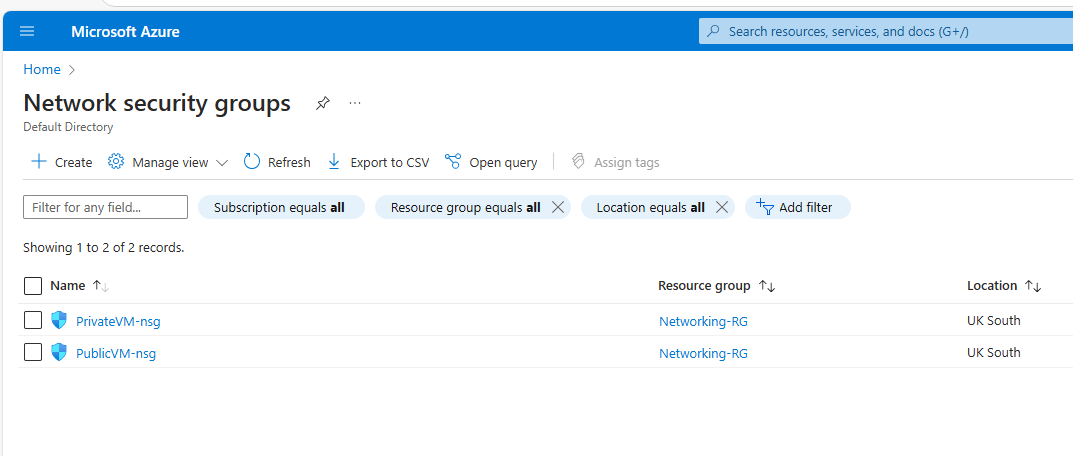 Microsoft Azure
Search resources, services, and docs (G+/)
Home
Network security groups
Default Directory
Create Manage view Refresh Export to CSV Open query Assign tags
Filter for any field... Subscription equals all Resource group equals all Location equals all Add filter
Showing 1 to 2 of 2 records.
Name Resource group Location
PrivateVM-nsg Networking-RG UK South
PublicVM-nsg Networking-RG UK South